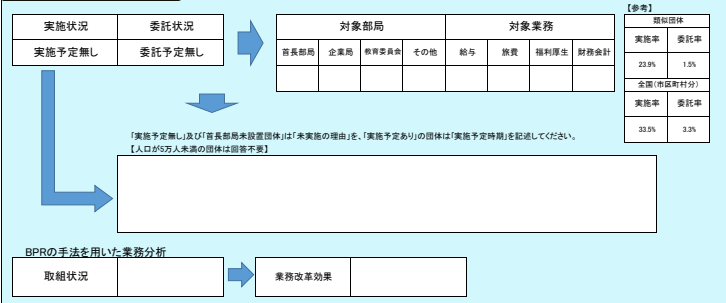 【参考】
実施状況 委託状況
実施予定無し 委託予定無し
対象部局 対象業務
首長部局 企業局 教育委員会 その他 給与 旅費 福利厚生 財務会計
類似団体
実施率 委託率
23.9% 1.5%
全国(市区町村分)
実施率 委託率
33.5% 3.3%
「実施予定無し」及び「首長部局未設置団体」は「未実施の理由」を、「実施予定あり」の団体は「実施予定時期」を記述してください。
【人口が5万人未満の団体は回答不要】
BPRの手法を用いた業務分析
取組状況
業務改革効果